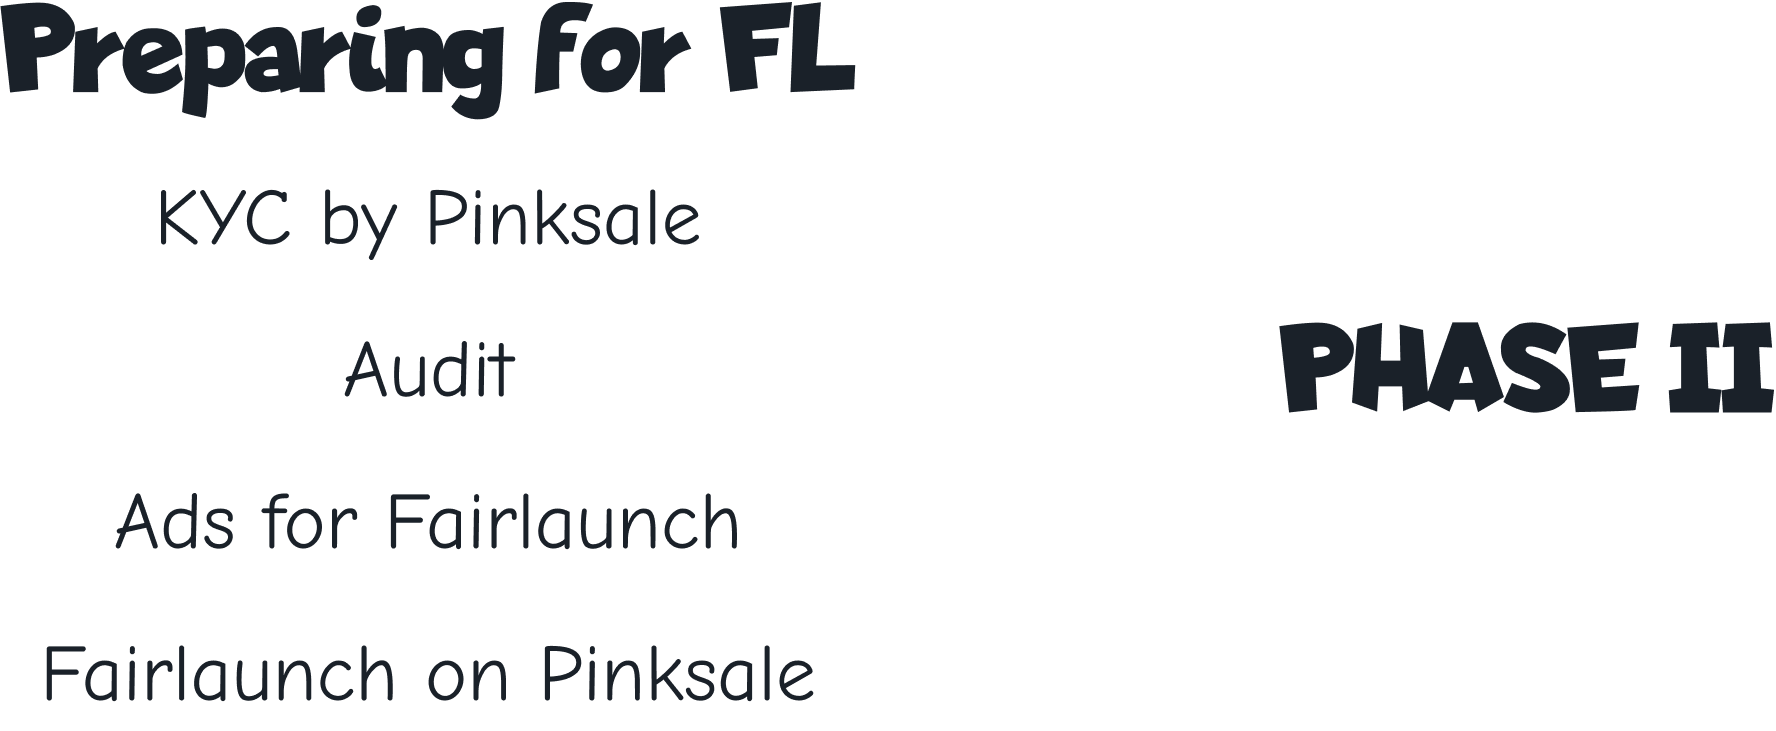 Preparing for FL
KYC by Pinksale
Audit
Ads for Fairlaunch
Fairlaunch on Pinksale
PHASE II